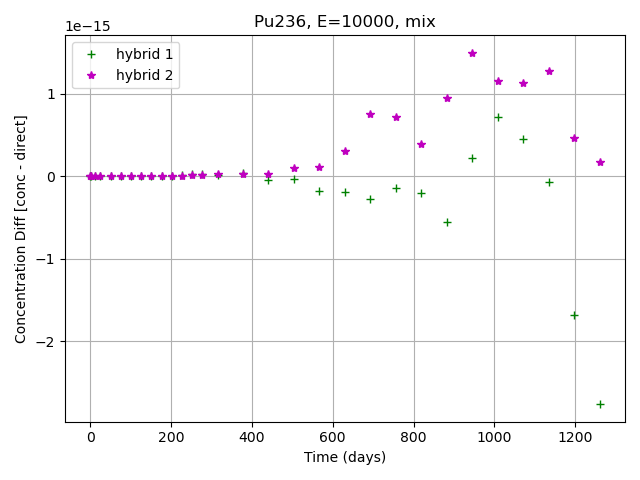 Pu236, E=10000, mix
1e−15
hybrid 1
hybrid 2
1
0
−1
−2
Concentration Diff [conc - direct]
0 200 400 600 800 1000 1200
Time (days)